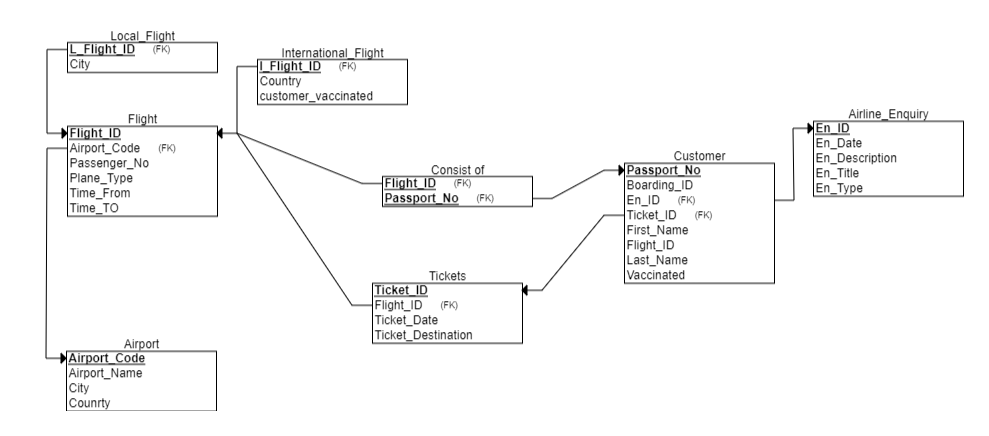 Local_Flight
L_Flight_ID (FK)
City
International_Flight
I_Flight_ID (FK)
Country
customer_vaccinated
Flight
Flight_ID
Airport_Code (FK)
Passenger_No
Plane_Type
Time_From
Time_TO
Consist of
Flight_ID (FK)
Passport_No (FK)
Customer
Passport_No
Boarding_ID
En_ID (FK)
Ticket_ID (FK)
First_Name
Flight_ID
Last_Name
Vaccinated
Airline_Enquiry
En_ID
En_Date
En_Description
En_Title
En_Type
Tickets
Ticket_ID
Flight_ID (FK)
Ticket_Date
Ticket_Destination
Airport
Airport_Code
Airport_Name
City
Counrty